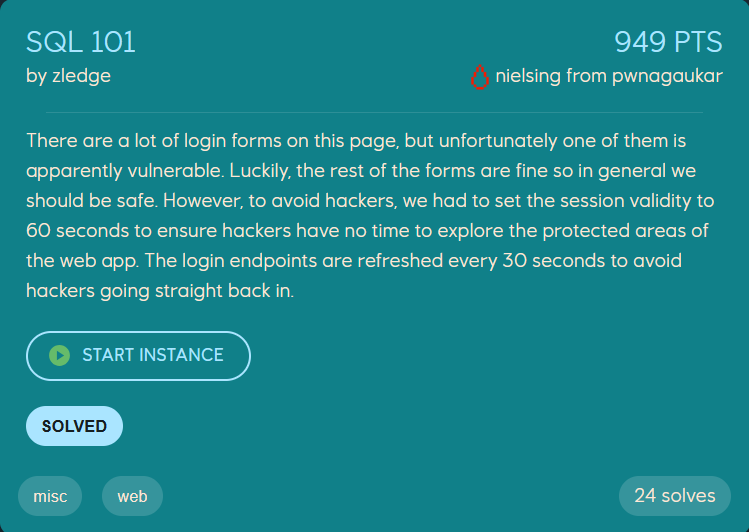 SQL 101
949 PTS
by zledge
nielsing from pwnagaukar
There are a lot of login forms on this page, but unfortunately one of them is
apparently vulnerable. Luckily, the rest of the forms are fine so in general we
should be safe. However, to avoid hackers, we had to set the session validity to
60 seconds to ensure hackers have no time to explore the protected areas of
the web app. The login endpoints are refreshed every 30 seconds to avoid
hackers going straight back in.
START INSTANCE
SOLVED
misc
web
24 solves